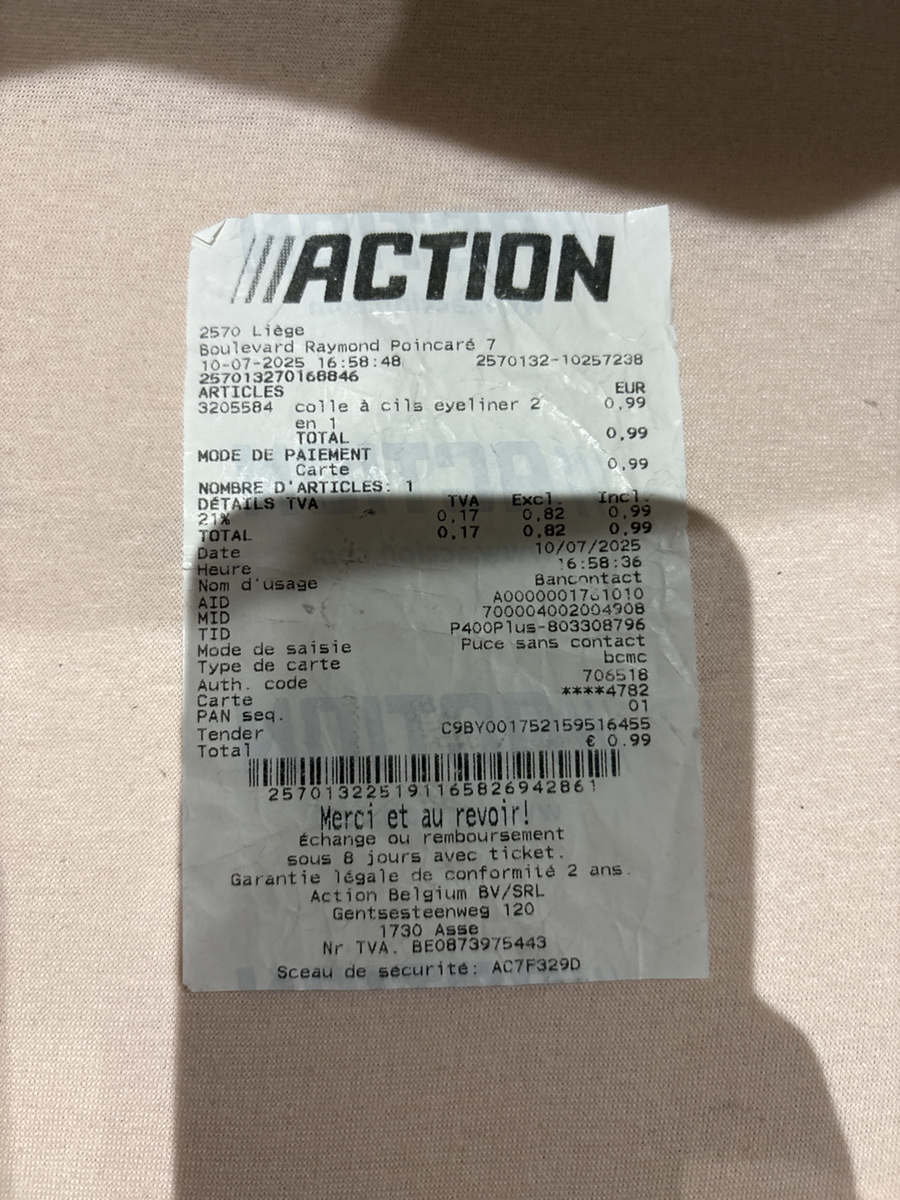 ACTION
2570 Liège
Boulevard Raymond Poincaré 7
10-07-2025 16:58:48 2570132-10257238
257013270168846
ARTICLES EUR
3205584 colle à cils eyeliner 2 0,99
en 1
TOTAL 0,99
MODE DE PAIEMENT
Carte 0,99
NOMBRE D'ARTICLES: 1
DÉTAILS TVA TVA Excl. Incl.
21% 0,17 0,82 0,99
TOTAL 0,17 0,82 0,99
Date 10/07/2025
Heure 16:58:36
Nom d'usage Bancontact
AID
MID 700004002004908
TID P400Plus-803308796
Mode de saisie Puce sans contact
Type de carte bcmc
Auth. code 706518
Carte ****4782
PAN seq. 01
Tender C9BY001752159516455
Total € 0.99
257013225191165826942861
Merci et au revoir!
Échange ou remboursement
sous 8 jours avec ticket.
Garantie légale de conformité 2 ans.
Action Belgium BV/SRL
Gentsesteenweg 120
1730 Asse
Nr TVA. BE0873975443
Sceau de sécurité: AC7F329D